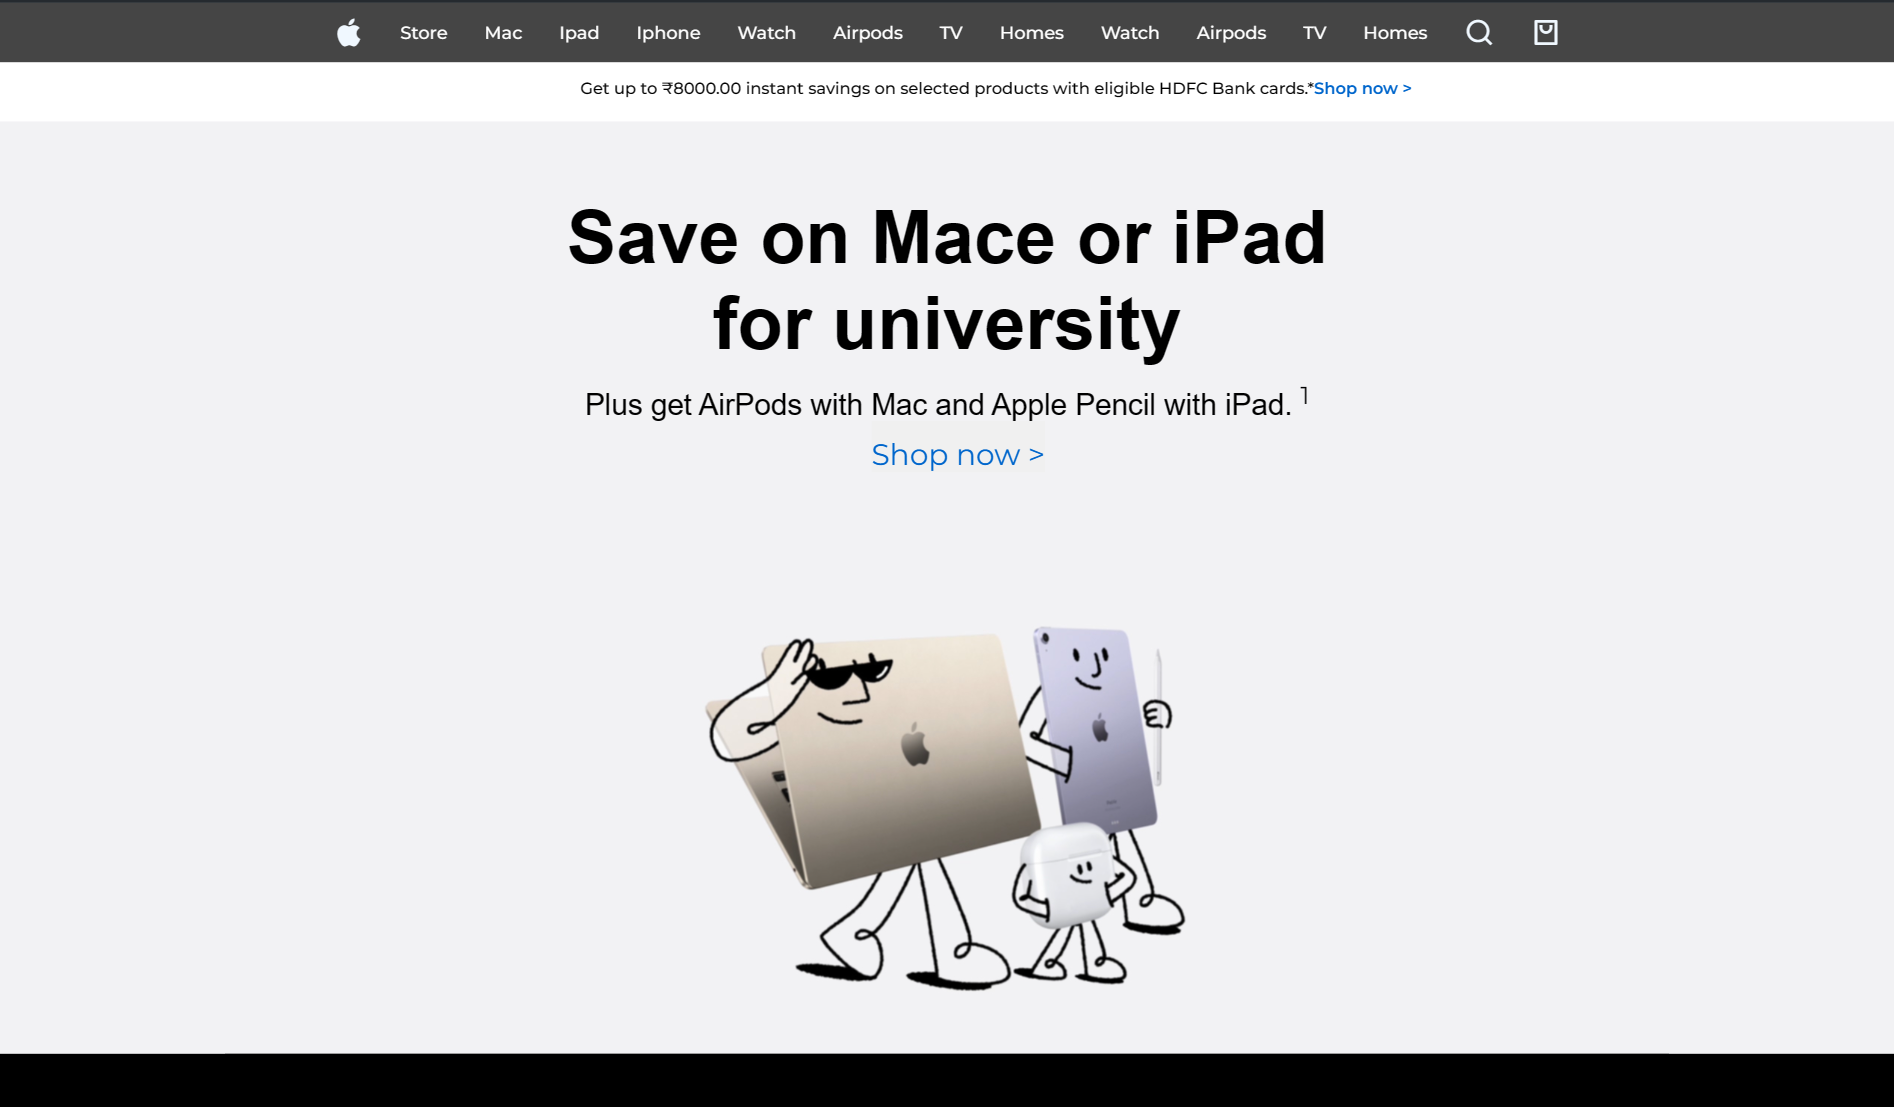 Store Mac Ipad Iphone Watch Airpods TV Homes Watch Airpods TV Homes
Get up to ₹8000.00 instant savings on selected products with eligible HDFC Bank cards.*Shop now >
Save on Mace or iPad
for university
Plus get AirPods with Mac and Apple Pencil with iPad. 1
Shop now >